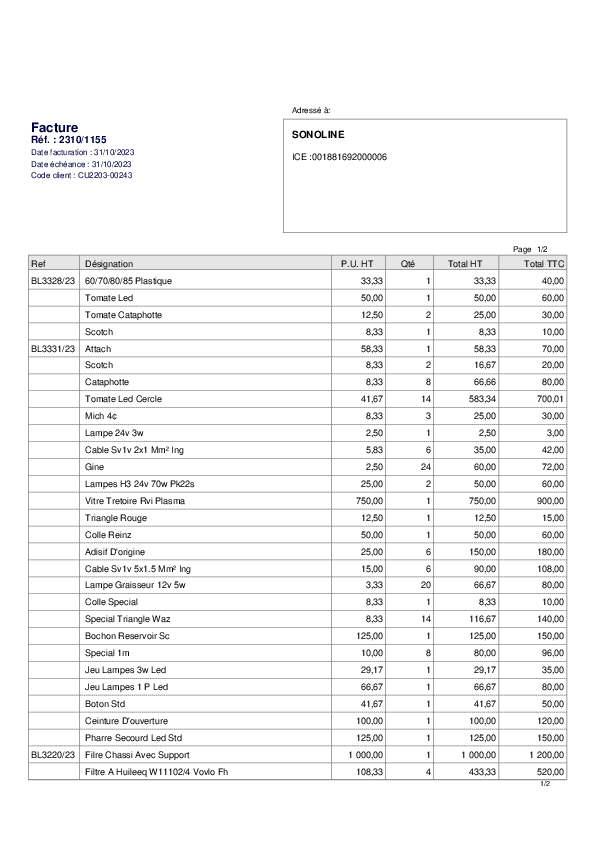 Adressé à:
Facture
Réf. : 2310/1155
Date facturation : 31/10/2023
Date échéance : 31/10/2023
Code client : CU2203-00243
SONOLINE
ICE :001881692000006
Page 1/2
Ref Désignation P.U. HT Qté Total HT Total TTC
BL3328/23 60/70/80/85 Plastique 33,33 1 33,33 40,00
Tomate Led 50,00 1 50,00 60,00
Tomate Cataphotte 12,50 2 25,00 30,00
Scotch 8,33 1 8,33 10,00
BL3331/23 Attach 58,33 1 58,33 70,00
Scotch 8,33 2 16,67 20,00
Cataphotte 8,33 8 66,66 80,00
Tomate Led Cercle 41,67 14 583,34 700,01
Mich 4¢ 8,33 3 25,00 30,00
Lampe 24v 3w 2,50 1 2,50 3,00
Cable Sv1v 2x1 Mm² Ing 5,83 6 35,00 42,00
Gine 2,50 24 60,00 72,00
Lampes H3 24v 70w Pk22s 25,00 2 50,00 60,00
Vitre Tretoire Rvi Plasma 750,00 1 750,00 900,00
Triangle Rouge 12,50 1 12,50 15,00
Colle Reinz 50,00 1 50,00 60,00
Adisif D'origine 25,00 6 150,00 180,00
Cable Sv1v 5x1.5 Mm² Ing 15,00 6 90,00 108,00
Lampe Graisseur 12v 5w 3,33 20 66,67 80,00
Colle Special 8,33 1 8,33 10,00
Special Triangle Waz 8,33 14 116,67 140,00
Bochon Reservoir Sc 125,00 1 125,00 150,00
Special 1m 10,00 8 80,00 96,00
Jeu Lampes 3w Led 29,17 1 29,17 35,00
Jeu Lampes 1 P Led 66,67 1 66,67 80,00
Boton Std 41,67 1 41,67 50,00
Ceinture D'ouverture 100,00 1 100,00 120,00
Pharre Secourd Led Std 125,00 1 125,00 150,00
BL3220/23 Filre Chassi Avec Support 1 000,00 1 1 000,00 1 200,00
Filtre A Huileeq W11102/4 Vovlo Fh 108,33 4 433,33 520,00
1/2